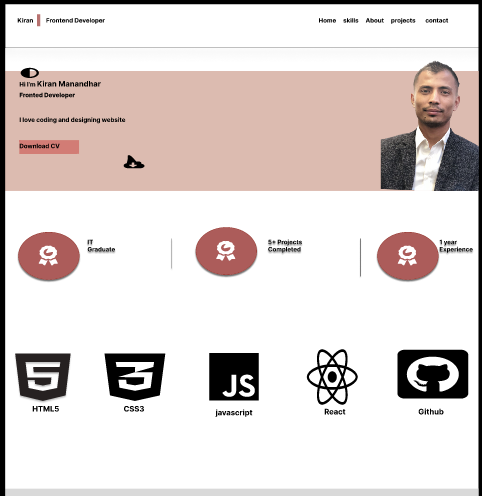 Kiran
Frontend Developer
Home skills About projects contact
Hi I'm Kiran Manandhar
Fronted Developer
I love coding and designing website
Download CV
IT
Graduate
5+ Projects
Completed
1 year
Experience
5
3
JS
HTML5
CSS3
javascript
React
Github